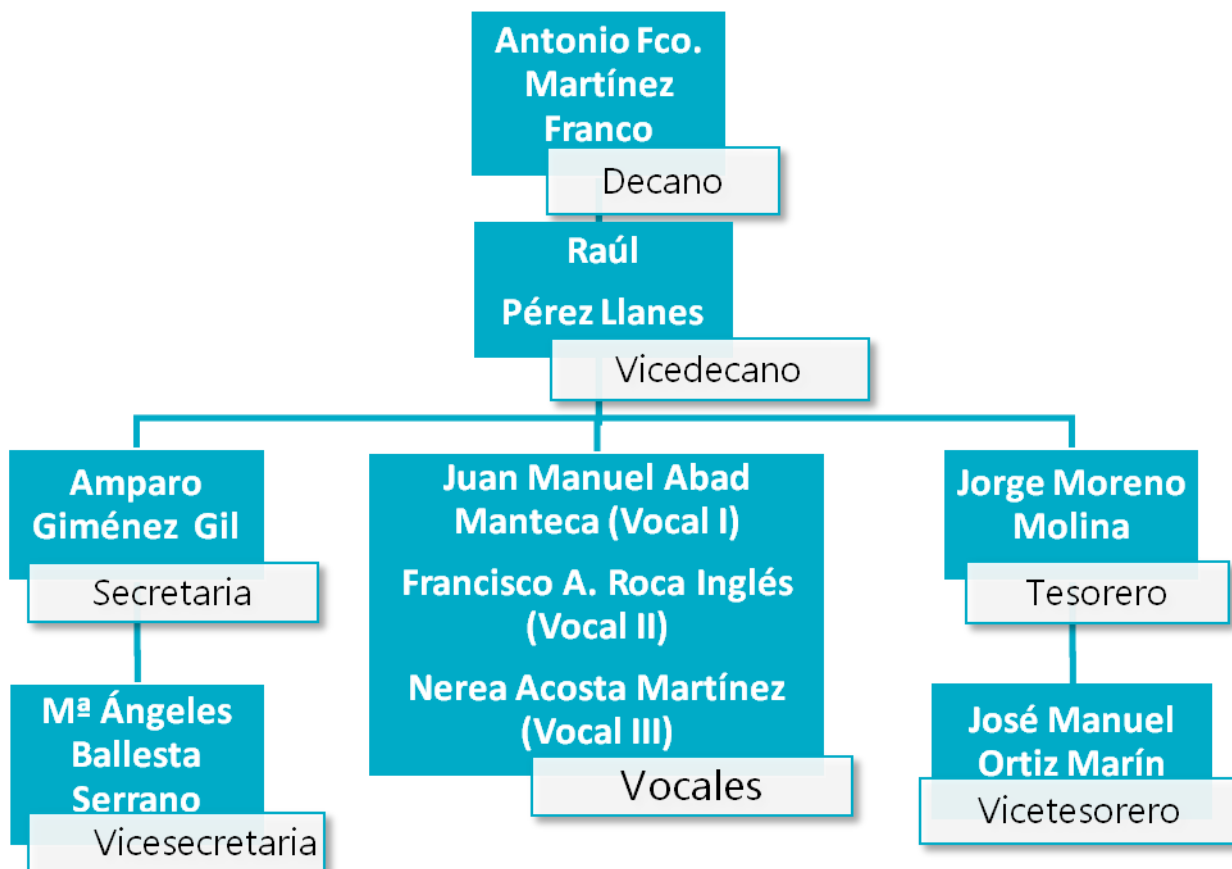 Antonio Fco.
Martínez
Franco
Decano
Raúl
Pérez Llanes
Vicedecano
Amparo
Giménez Gil
Secretaria
Mª Ángeles
Ballesta
Serrano
Vicesecretaria
Juan Manuel Abad
Manteca (Vocal I)
Francisco A. Roca Inglés
(Vocal II)
Nerea Acosta Martínez
(Vocal III)
Vocales
Jorge Moreno
Molina
Tesorero
José Manuel
Ortiz Marín
Vicetesorero